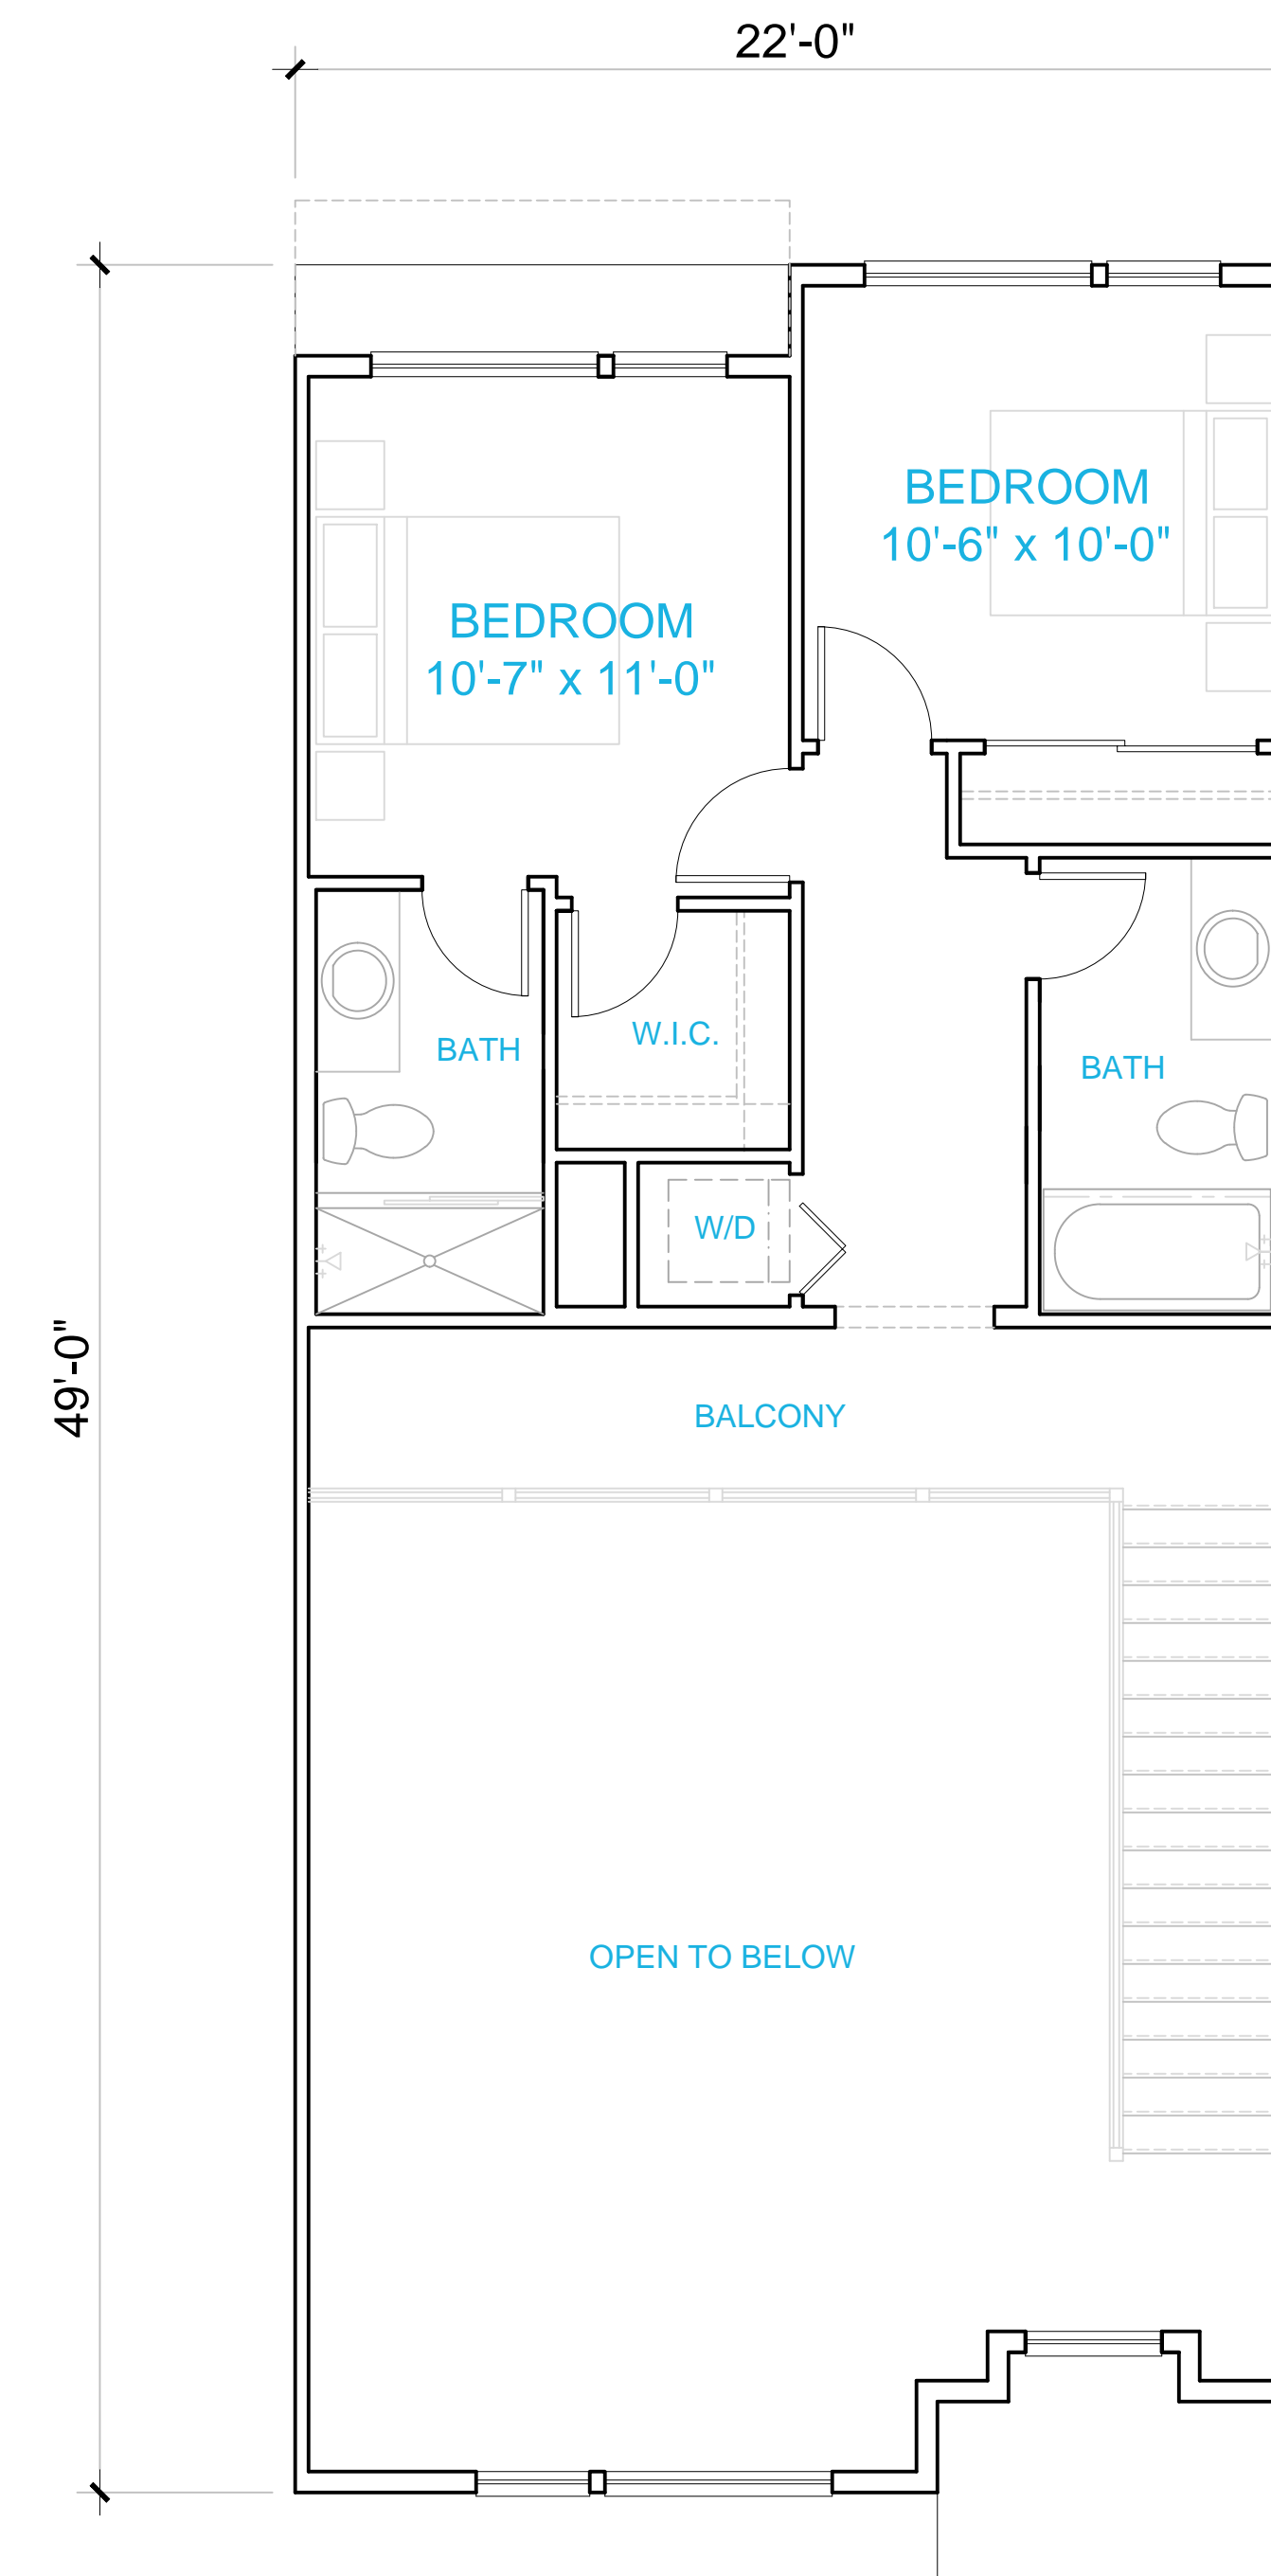 22'-0"
BEDROOM
10'-6" x 10'-0"
BEDROOM
10'-7" x 11'-0"
W.I.C.
BATH
BATH
W/D
49'-0"
BALCONY
OPEN TO BELOW